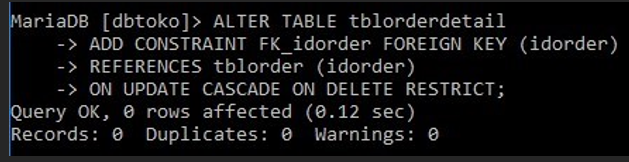 MariaDB [dbtoko]> ALTER TABLE tblorderdetail
    -> ADD CONSTRAINT FK_idorder FOREIGN KEY (idorder)
    -> REFERENCES tblorder (idorder)
    -> ON UPDATE CASCADE ON DELETE RESTRICT;
Query OK, 0 rows affected (0.12 sec)
Records: 0  Duplicates: 0  Warnings: 0